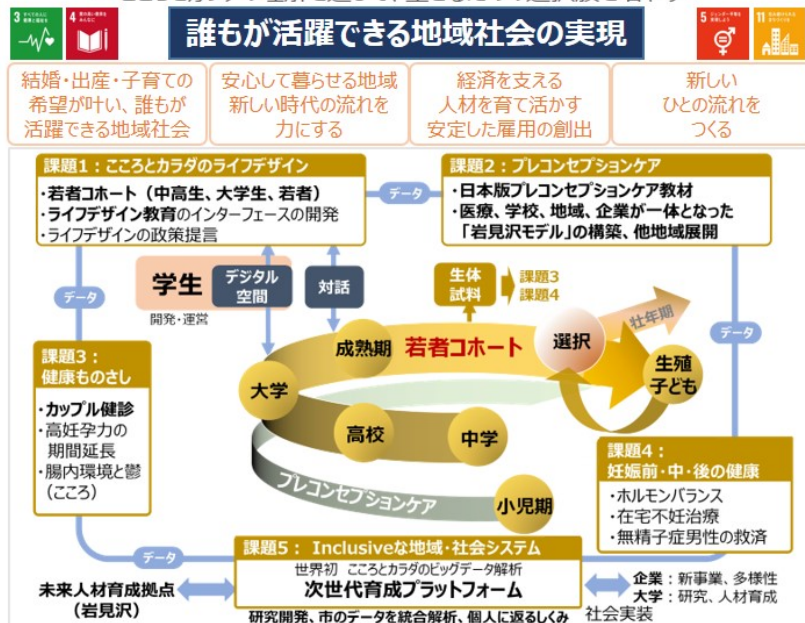 誰もが活躍できる地域社会の実現
3
4
5
11
結婚・出産・子育ての
希望が叶い、誰もが
活躍できる地域社会
安心して暮らせる地域
新しい時代の流れを
力にする
経済を支える
人材を育て活かす
安定した雇用の創出
新しい
ひとの流れを
つくる
課題1：こころとカラダのライフデザイン
・若者コホート（中高生、大学生、若者）
・ライフデザイン教育のインターフェースの開発
・ライフデザインの政策提言
データ
課題2：プレコンセプションケア
・日本版プレコンセプションケア教材
・医療、学校、地域、企業が一体となった
「岩見沢モデル」の構築、他地域展開
学生
デジタル
空間
開発・運営
対話
生体
試料
課題3
課題4
データ
データ
壮年期
成熟期
若者コホート
選択
生殖
子ども
大学
高校
中学
プレコンセプションケア
小児期
課題3：
健康ものさし
・カップル健診
・高妊孕力の
期間延長
・腸内環境と鬱
（こころ）
課題4：
妊娠前・中・後の健康
・ホルモンバランス
・在宅不妊治療
・無精子症男性の救済
データ
課題5： Inclusiveな地域・社会システム
世界初 こころとカラダのビッグデータ解析
次世代育成プラットフォーム
研究開発、市のデータを統合解析、個人に返るしくみ
未来人材育成拠点
（岩見沢）
企業：新事業、多様性
大学：研究、人材育成
社会実装